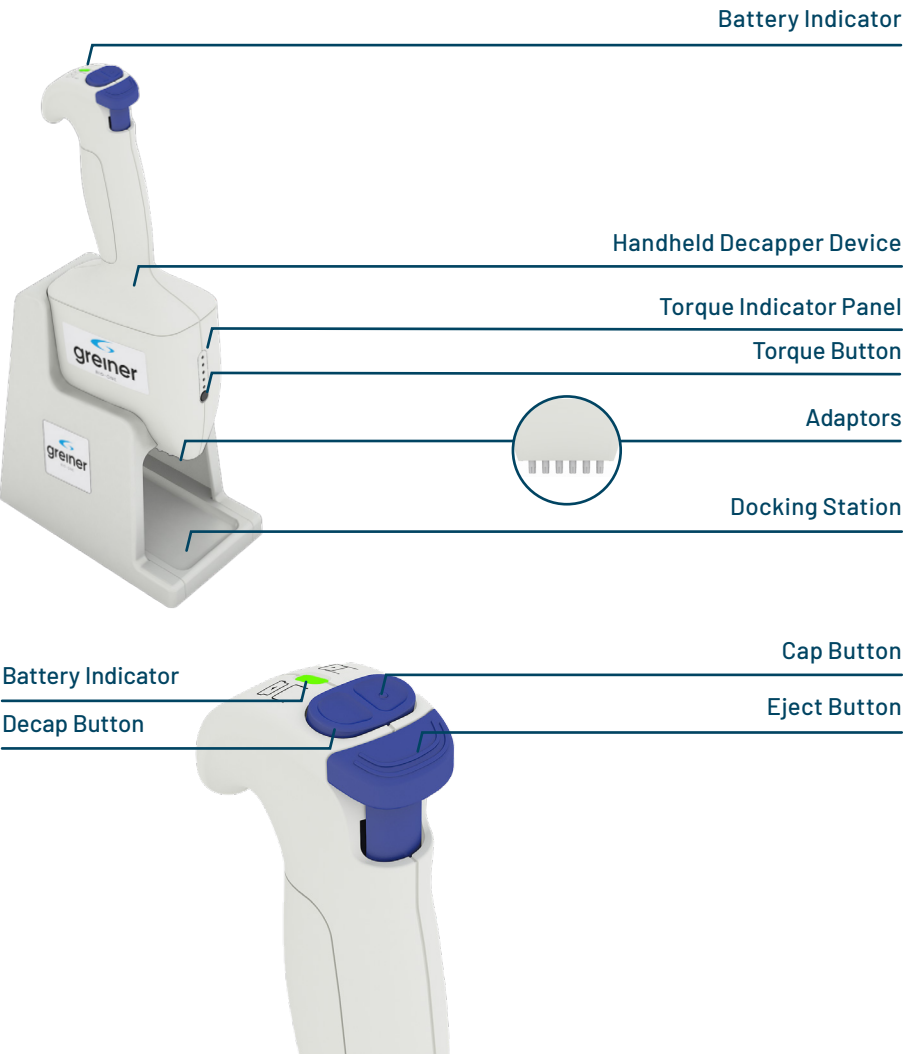 Battery Indicator
Handheld Decapper Device
Torque Indicator Panel
greiner
Torque Button
Adaptors
greiner
Docking Station
Cap Button
Battery Indicator
Eject Button
Decap Button